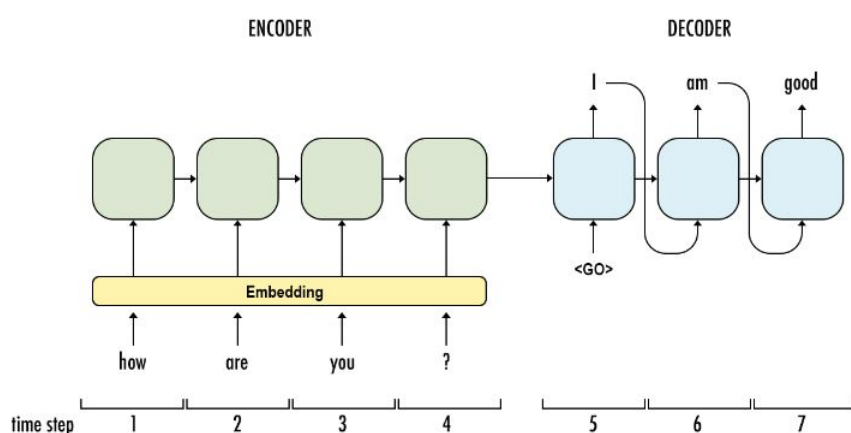 ENCODER DECODER
I am good
<GO>
Embedding
how are you ?
time step 1 2 3 4 5 6 7